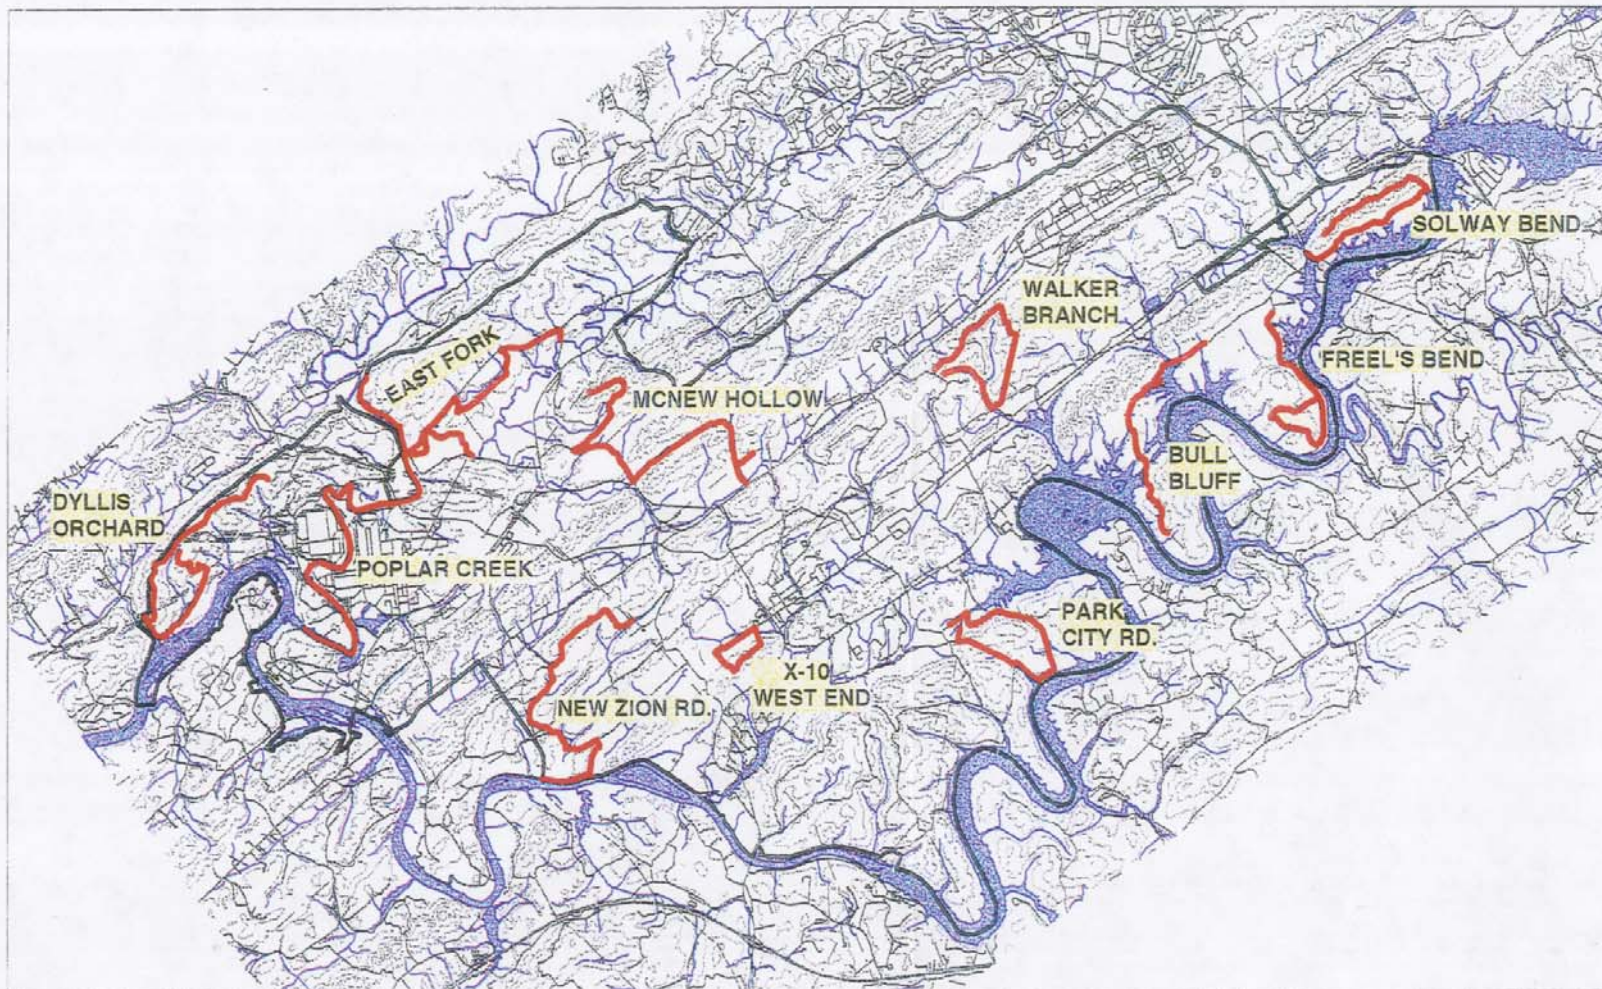 SOLWAY BEND
WALKER
BRANCH
EAST FORK
FREEL'S BEND
MCNEW HOLLOW
BULL
BLUFF
DYLLIS
ORCHARD
POPLAR CREEK
PARK
CITY RD.
X-10
WEST END
NEW ZION RD.